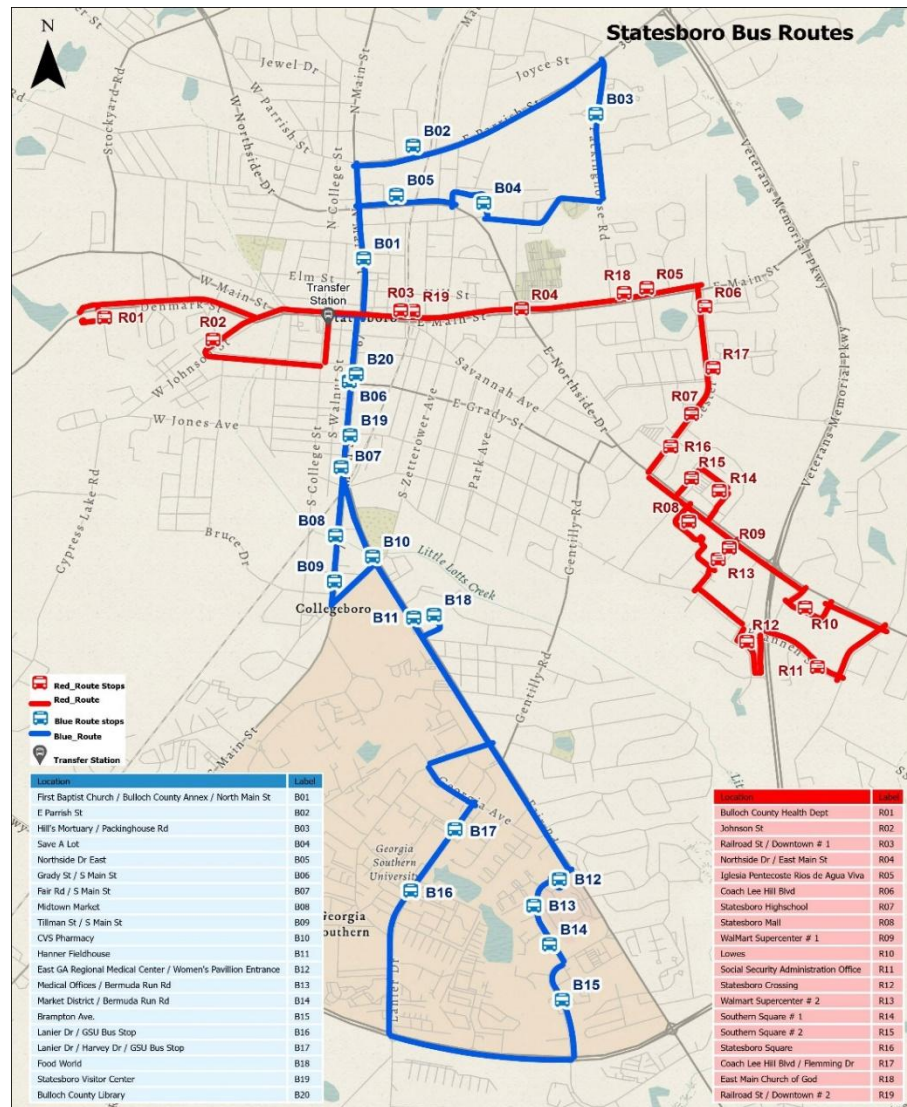 Statesboro Bus Routes
N
Jewel Dr
W-Parrish-St
Stockyard Rd
W-Northside-Dr
N College St
N Main St
Joyce St
E Parrish St
Packinghouse Rd
Veterans-Memorial-pkwy
B03
B02
B05
B04
B01
Elm St
Transfer
Station
W-Main-St
Denmark St
R01
R02
R03
R19
R04
R18
R05
R06
E-Main-St
E-Main St
W-Johnson St
B20
B06
R17
Savannah Ave
E-Northside-Dr
E-Grady-St
W-Jones Ave
S Walnut St
S College St
S Zetterower Ave
Park Ave
R07
B19
R16
B07
R15
R14
Veterans-Memorial-pkwy
Cypress-Lake-Rd
Bruce-Dr
Gentilly-Rd
B08
R08
R09
B10
R13
B09
Little Lotts Creek
Collegeboro
R10
B18
B11
R12
R11
Gentilly Rd
Red_Route Stops
Red_Route
Blue Route stops
Blue_Route
Transfer Station
Georgia Ave
Fair Rd
B17
Georgia
Southern
University
B12
B16
B13
Georgia
Southern
B14
B15
Lanier Dr
Location Label
First Baptist Church / Bulloch County Annex / North Main St B01
E Parrish St B02
Hill's Mortuary / Packinghouse Rd B03
Save A Lot B04
Northside Dr East B05
Grady St / S Main St B06
Fair Rd / S Main St B07
Midtown Market B08
Tillman St / S Main St B09
CVS Pharmacy B10
Hanner Fieldhouse B11
East GA Regional Medical Center / Women's Pavillion Entrance B12
Medical Offices / Bermuda Run Rd B13
Market District / Bermuda Run Rd B14
Brampton Ave. B15
Lanier Dr / GSU Bus Stop B16
Lanier Dr / Harvey Dr / GSU Bus Stop B17
Food World B18
Statesboro Visitor Center B19
Bulloch County Library B20
Location Label
Bulloch County Health Dept R01
Johnson St R02
Railroad St / Downtown # 1 R03
Northside Dr / East Main St R04
Iglesia Pentecoste Rios de Agua Viva R05
Coach Lee Hill Blvd R06
Statesboro Highschool R07
Statesboro Mall R08
WalMart Supercenter # 1 R09
Lowes R10
Social Security Administration Office R11
Statesboro Crossing R12
Walmart Supercenter # 2 R13
Southern Square # 1 R14
Southern Square # 2 R15
Statesboro Square R16
Coach Lee Hill Blvd / Flemming Dr R17
East Main Church of God R18
Railroad St / Downtown # 2 R19